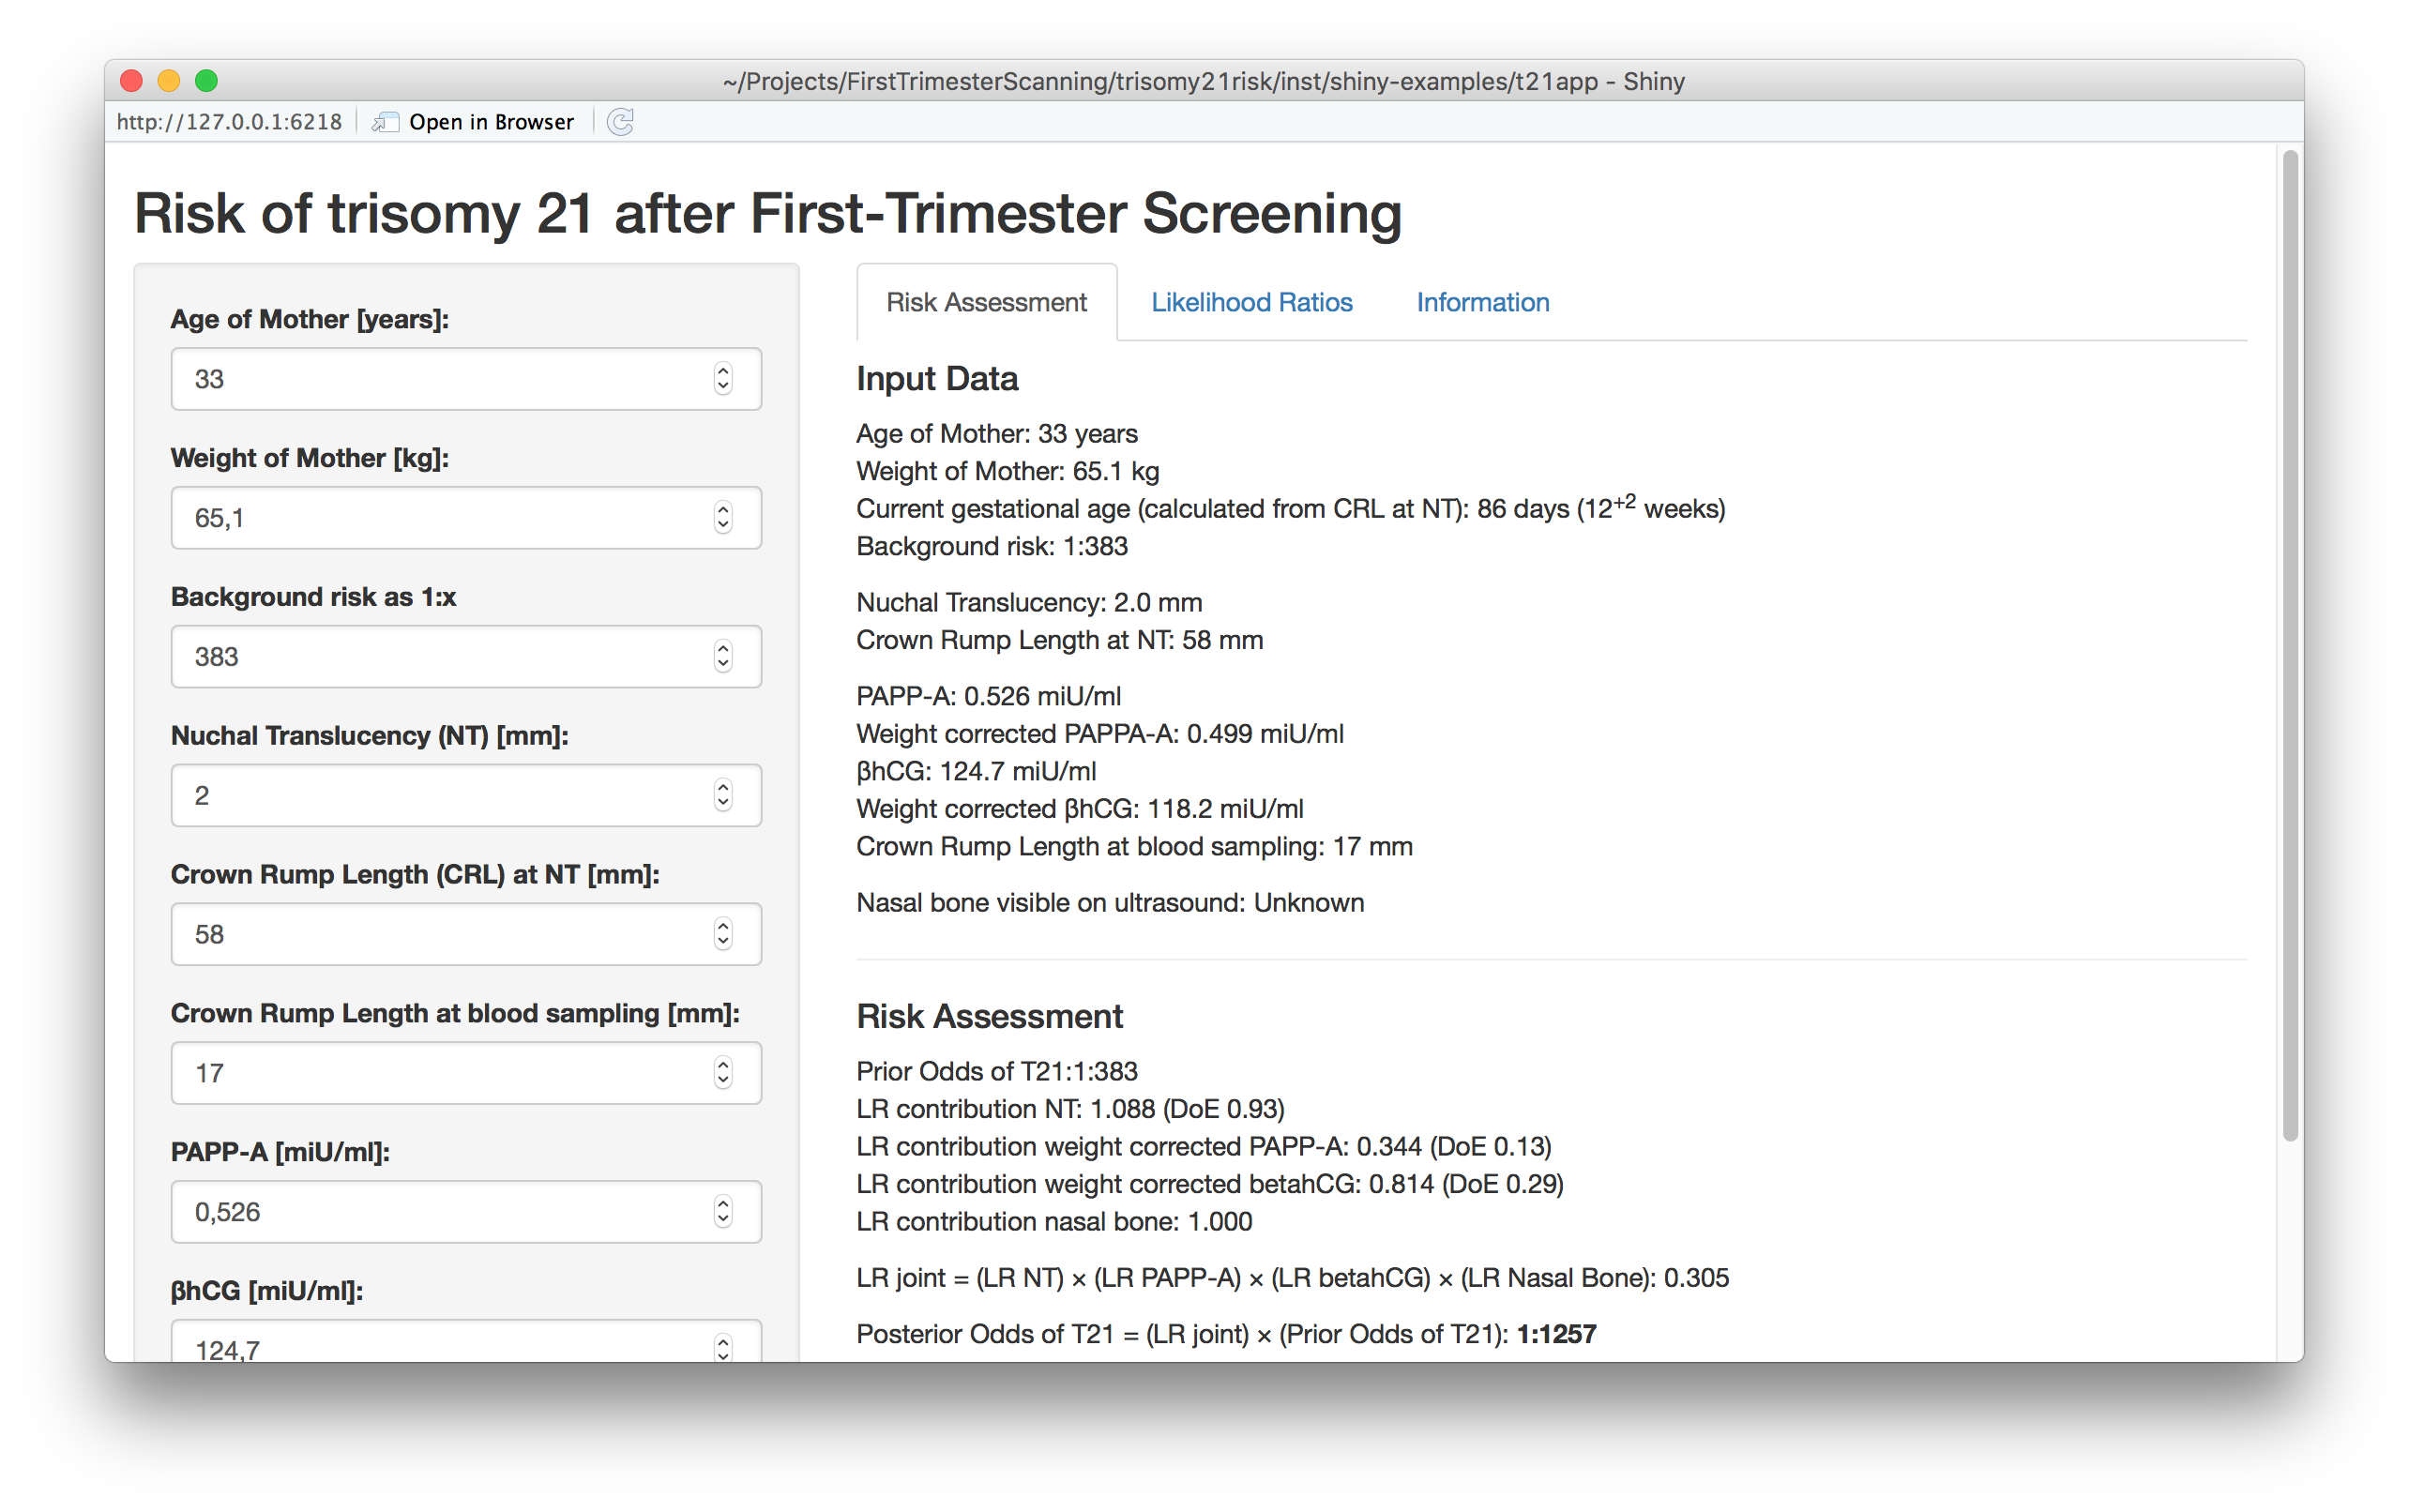 ~/Projects/FirstTrimesterScanning/trisomy21risk/inst/shiny-examples/t21app - Shiny
http://127.0.0.1:6218
Open in Browser
Risk of trisomy 21 after First-Trimester Screening
Age of Mother [years]:
33
Weight of Mother [kg]:
65,1
Background risk as 1:x
383
Nuchal Translucency (NT) [mm]:
2
Crown Rump Length (CRL) at NT [mm]:
58
Crown Rump Length at blood sampling [mm]:
17
PAPP-A [miU/ml]:
0,526
βhCG [miU/ml]:
124,7
Risk Assessment Likelihood Ratios Information
Input Data
Age of Mother: 33 years
Weight of Mother: 65.1 kg
Current gestational age (calculated from CRL at NT): 86 days (12⁺² weeks)
Background risk: 1:383
Nuchal Translucency: 2.0 mm
Crown Rump Length at NT: 58 mm
PAPP-A: 0.526 miU/ml
Weight corrected PAPPA-A: 0.499 miU/ml
βhCG: 124.7 miU/ml
Weight corrected βhCG: 118.2 miU/ml
Crown Rump Length at blood sampling: 17 mm
Nasal bone visible on ultrasound: Unknown
Risk Assessment
Prior Odds of T21:1:383
LR contribution NT: 1.088 (DoE 0.93)
LR contribution weight corrected PAPP-A: 0.344 (DoE 0.13)
LR contribution weight corrected betahCG: 0.814 (DoE 0.29)
LR contribution nasal bone: 1.000
LR joint = (LR NT) × (LR PAPP-A) × (LR betahCG) × (LR Nasal Bone): 0.305
Posterior Odds of T21 = (LR joint) × (Prior Odds of T21): 1:1257